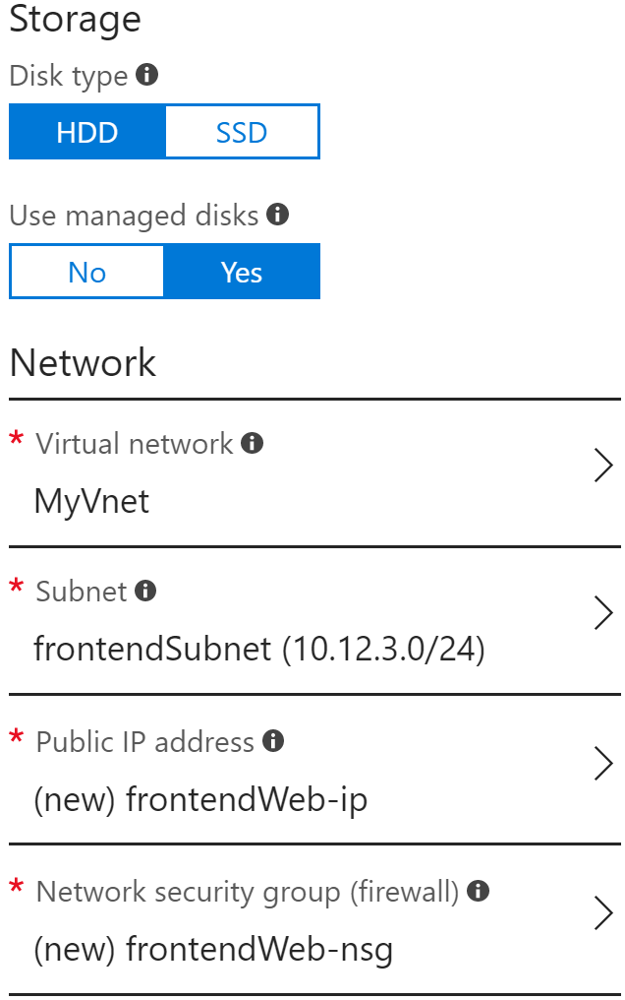 Storage
Disk type
HDD SSD
Use managed disks
No Yes
Network
* Virtual network
MyVnet
* Subnet
frontendSubnet (10.12.3.0/24)
* Public IP address
(new) frontendWeb-ip
* Network security group (firewall)
(new) frontendWeb-nsg